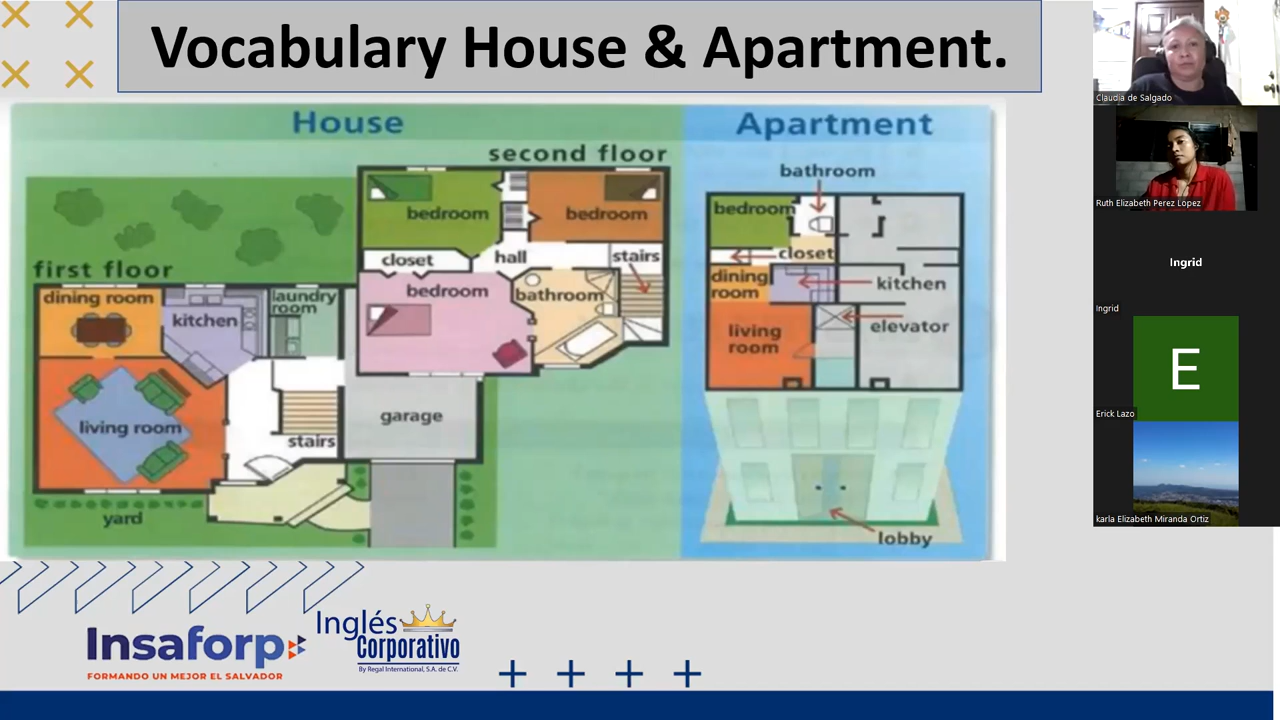 Vocabulary House & Apartment.
House
second floor
bedroom
bedroom
closet
hall
stairs
bedroom
bathroom
first floor
dining room
kitchen
laundry
room
living room
stairs
garage
yard
Apartment
bathroom
bedroom
closet
dining
room
kitchen
living
room
elevator
lobby
Insaforp
FORMANDO UN MEJOR EL SALVADOR
Inglés
Corporativo
By Regal International, S.A. de C.V.
Claudia de Salgado
Ruth Elizabeth Perez Lopez
Ingrid
Ingrid
E
Erick Lazo
karla Elizabeth Miranda Ortiz